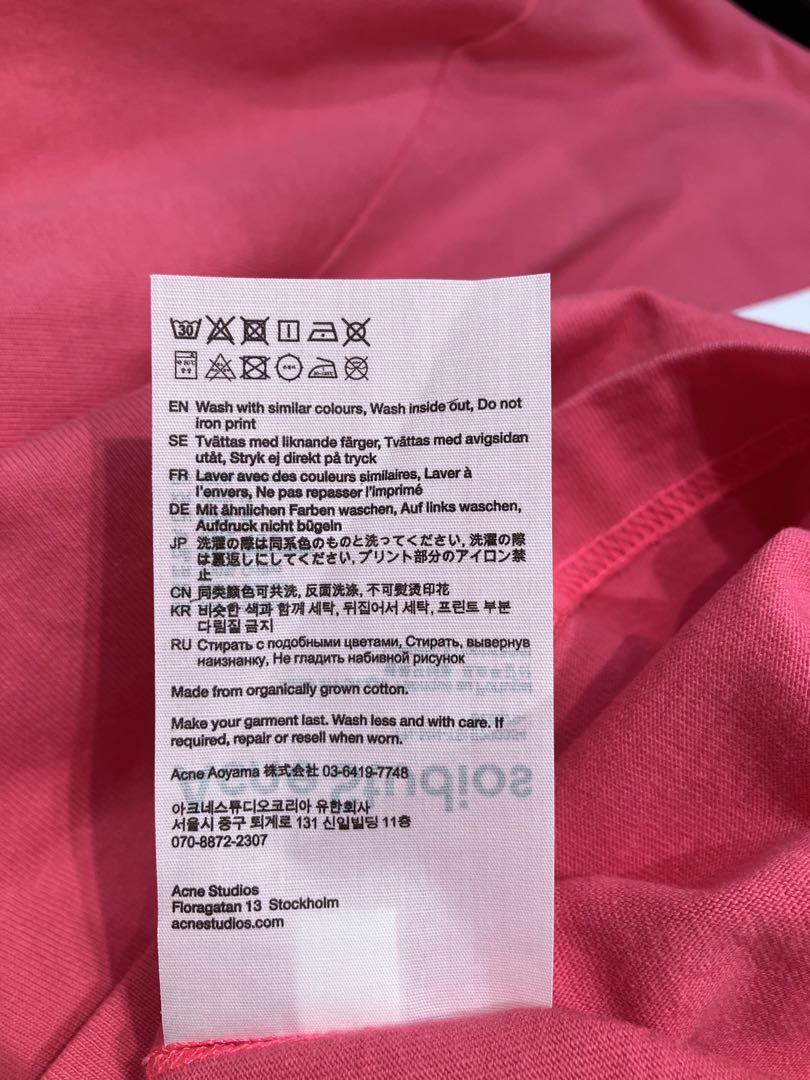 30
EN Wash with similar colours, Wash inside out, Do not
iron print
SE Tvättas med liknande färger, Tvättas med avigsidan
utåt, Stryk ej direkt på tryck
FR Laver avec des couleurs similaires, Laver à
l'envers, Ne pas repasser l'imprimé
DE Mit ähnlichen Farben waschen, Auf links waschen,
Aufdruck nicht bügeln
JP 洗濯の際は同系色のものと洗ってください, 洗濯の際
は裏返しにしてください, プリント部分のアイロン禁
止
CN 同类颜色可共洗, 反面洗涤, 不可熨烫印花
KR 비슷한 색과 함께 세탁, 뒤집어서 세탁, 프린트 부분
다림질 금지
RU Стирать с подобными цветами, Стирать, вывернув
наизнанку, Не гладить набивной рисунок
Made from organically grown cotton.
Make your garment last. Wash less and with care. If
required, repair or resell when worn.
Acne Aoyama 株式会社 03-6419-7748
아크네스튜디오코리아 유한회사
서울시 중구 퇴계로 131 신일빌딩 11층
070-8872-2307
Acne Studios
Floragatan 13 Stockholm
acnestudios.com
Acne Studios